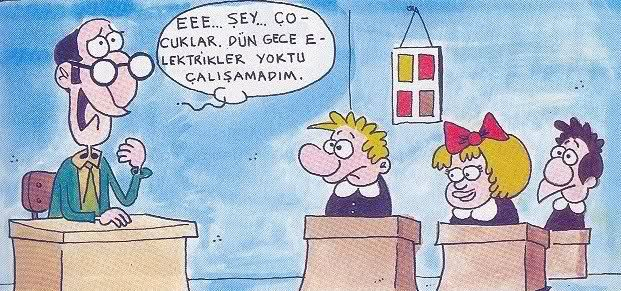 EEE... ŞEY... ÇO-
CUKLAR. DÜN GECE E-
LEKTRİKLER YOKTU
ÇALIŞAMADIM.